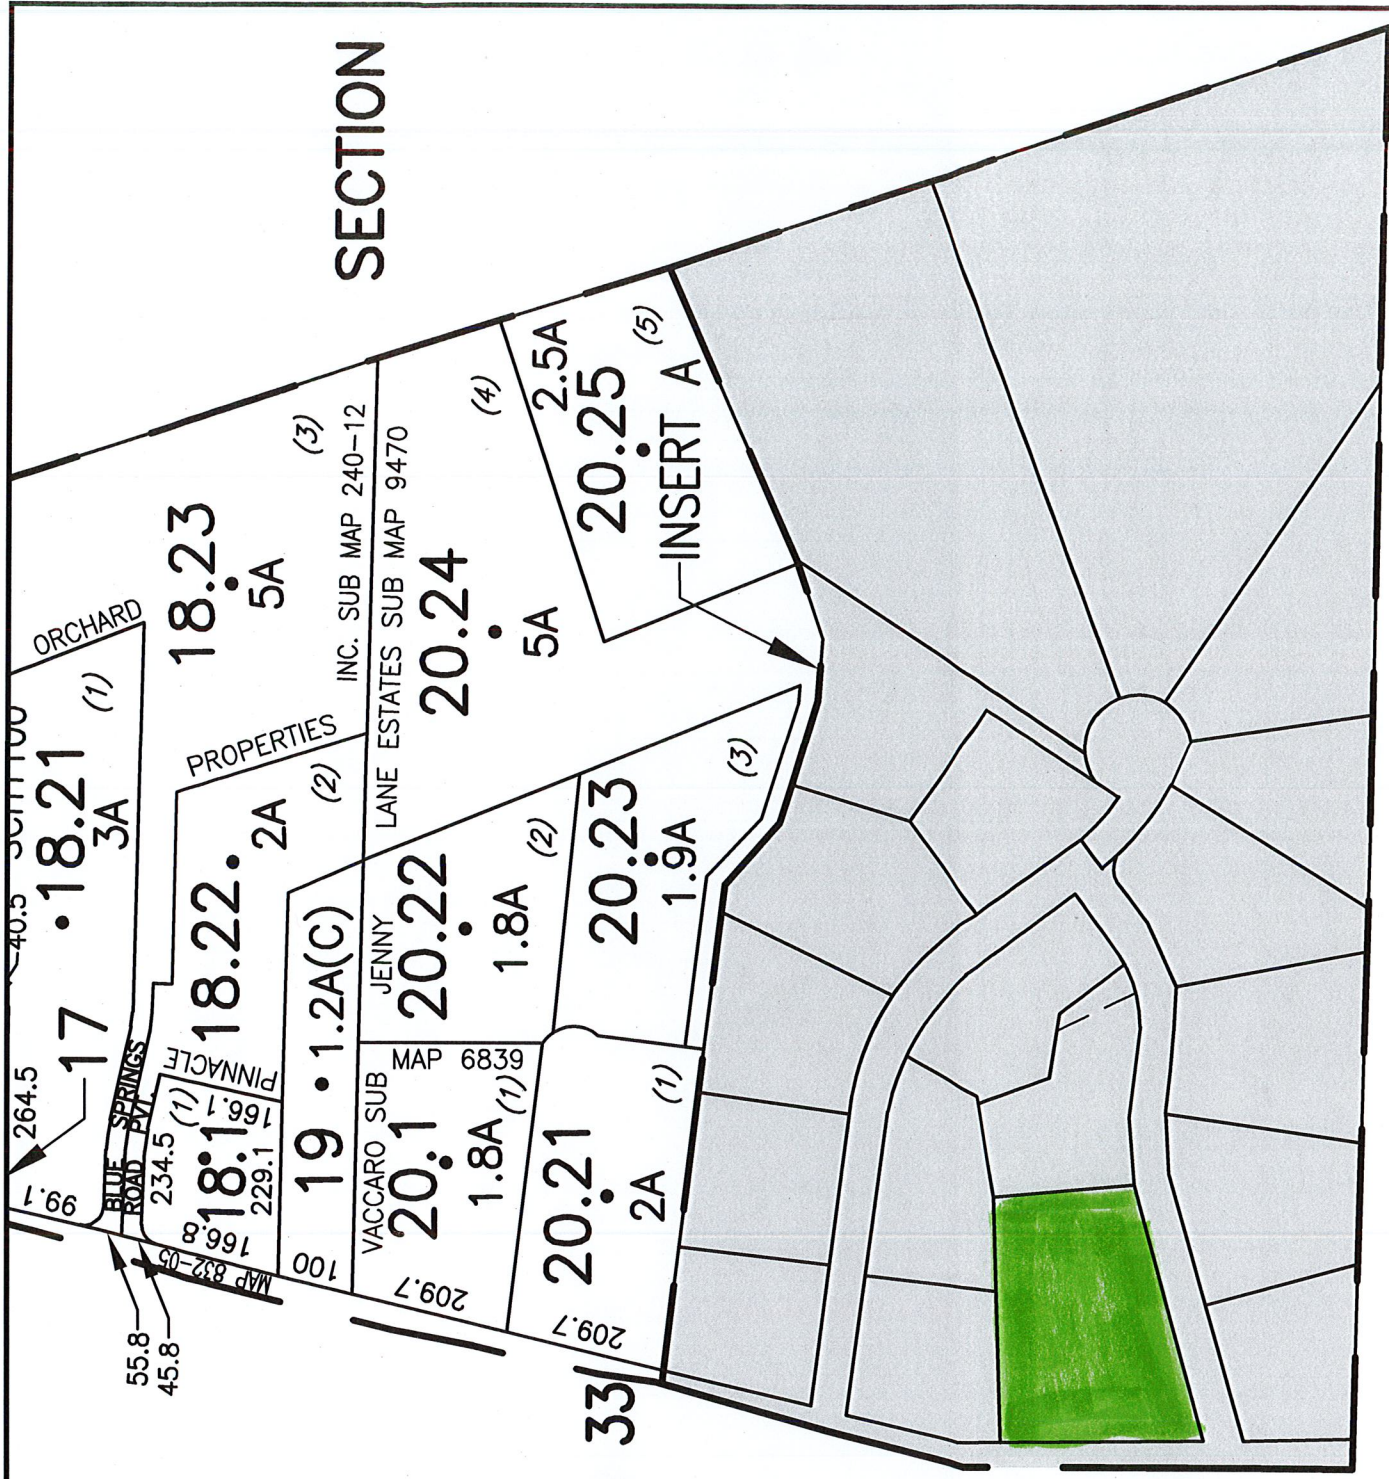 SECTION
ORCHARD
18.23
5A
(3)
INC. SUB MAP 240-12
LANE ESTATES SUB MAP 9470
20.24
5A
(4)
2.5A
20.25
(5)
INSERT A
264.5
17
18.21
3A
(1)
99.1
BLUE SPRINGS
ROAD PVT.
PROPERTIES
PINNACLE
18.22
2A
(2)
234.5
(1)
166.1
18.1
229.1
166.8
MAP 832-05
55.8
45.8
19
1.2A(C)
100
JENNY
20.22
1.8A
(2)
VACCARO SUB
MAP 6839
20.1
1.8A
(1)
209.7
20.23
1.9A
(3)
20.21
2A
(1)
209.7
33